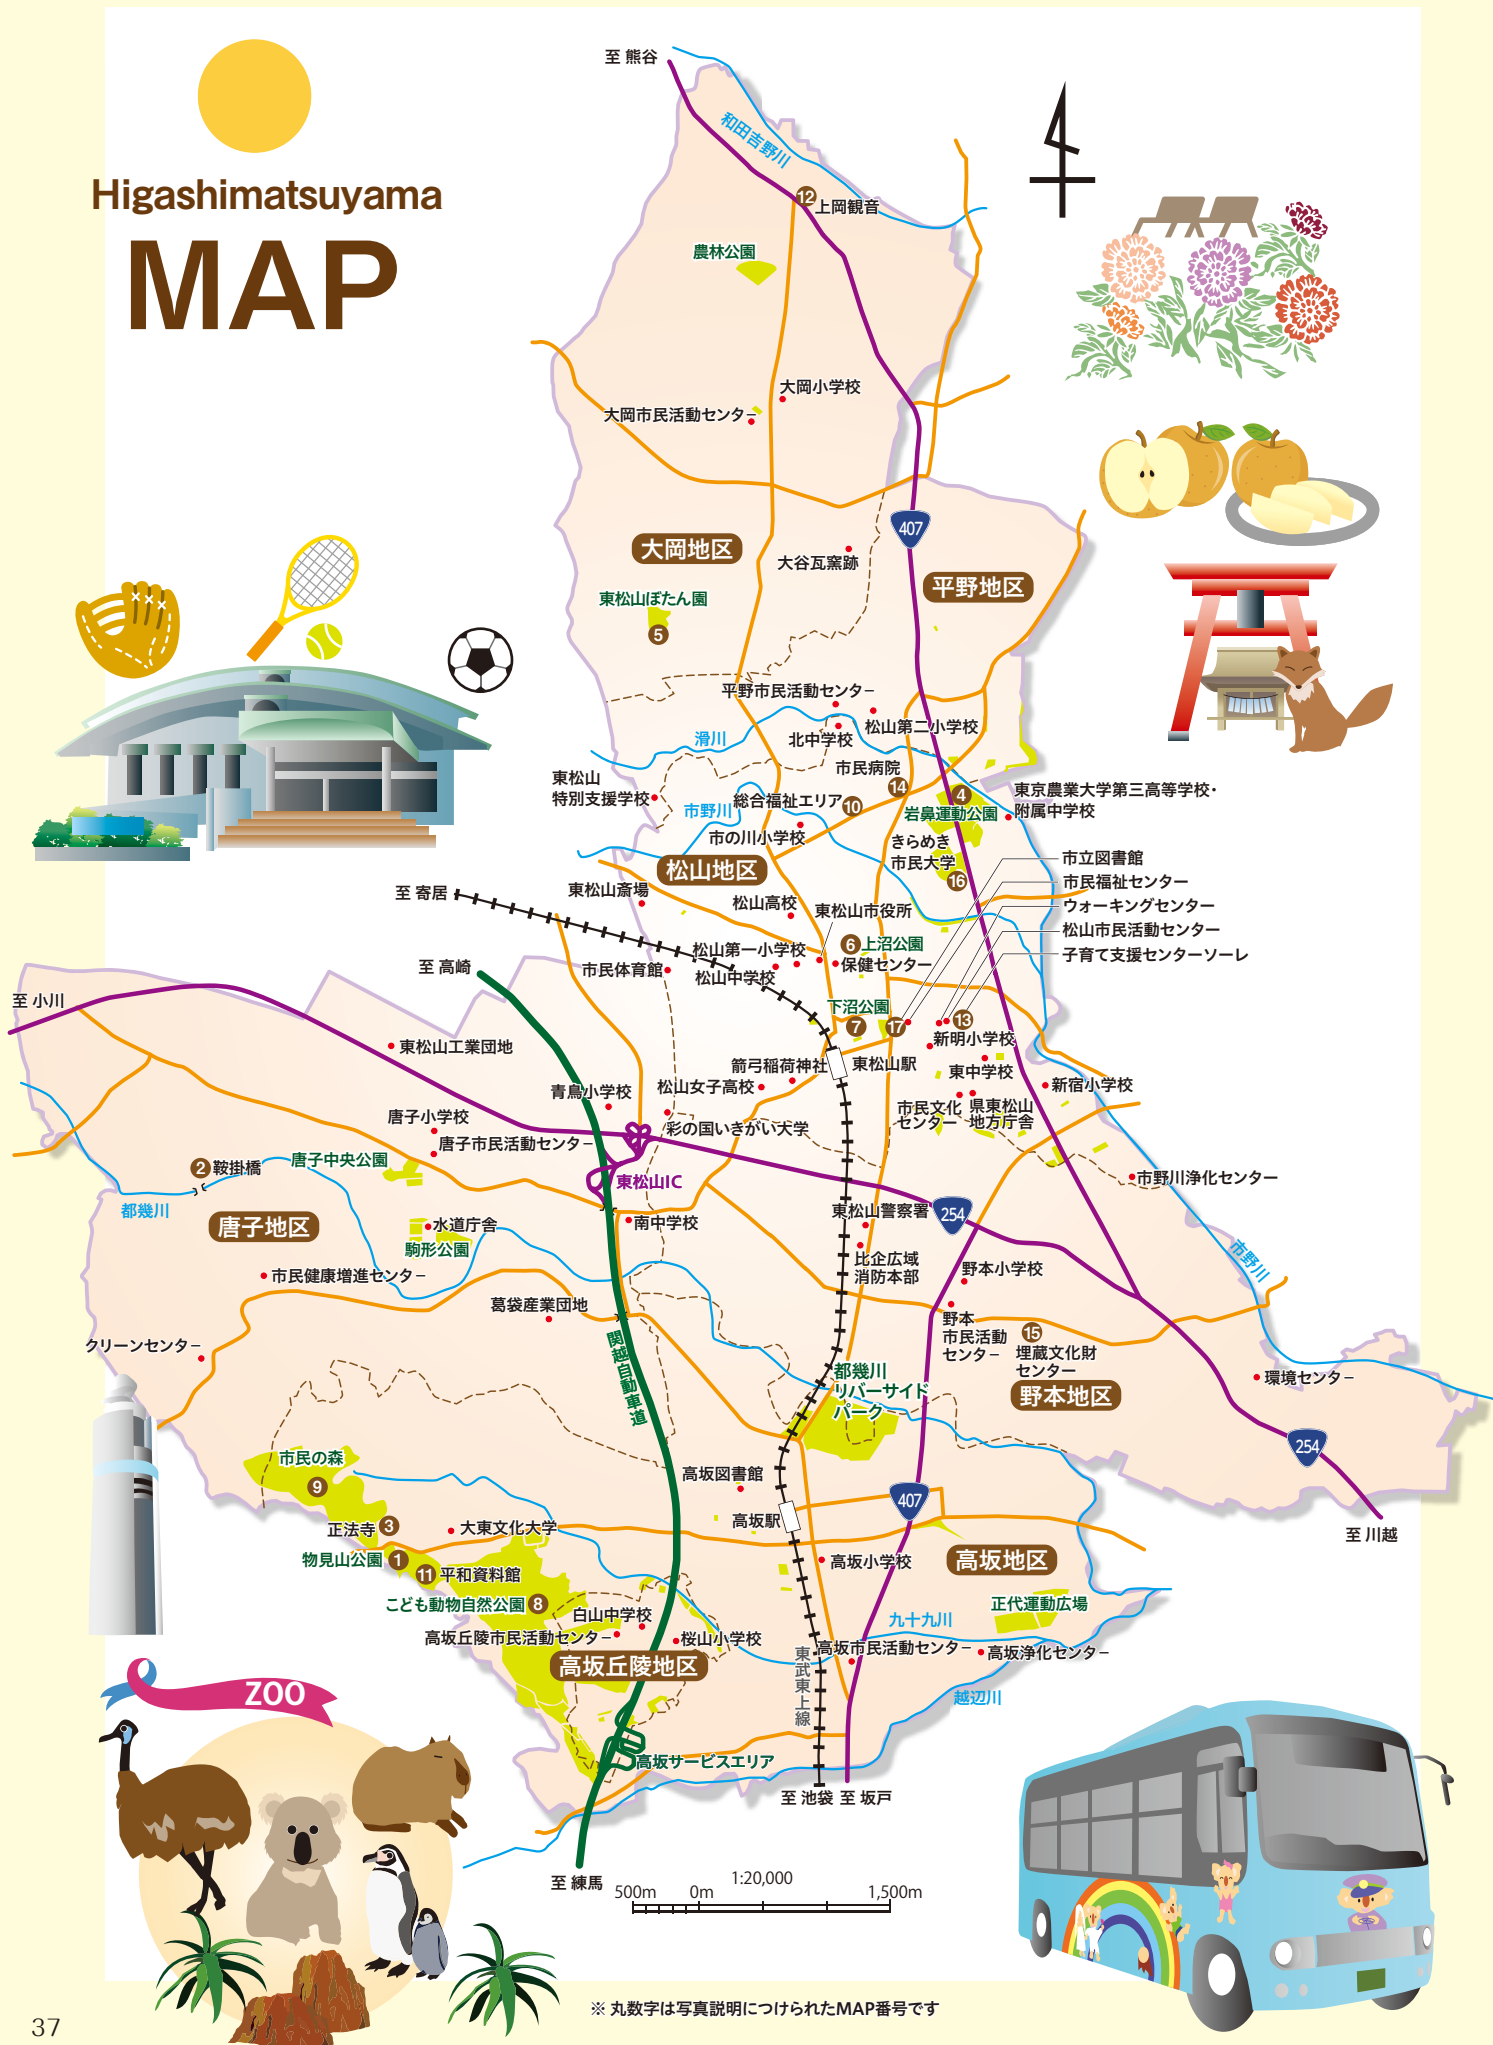 Higashimatsuyama
MAP
至 熊谷
和田吉野川
12
上岡観音
農林公園
大岡小学校
大岡市民活動センター
407
大岡地区
大谷瓦窯跡
平野地区
東松山ぼたん園
5
平野市民活動センター
松山第二小学校
滑川
北中学校
市民病院
14
東松山
特別支援学校
市野川
総合福祉エリア
10
4
岩鼻運動公園
東京農業大学第三高等学校・
附属中学校
市の川小学校
きらめき
市民大学
16
松山地区
市立図書館
市民福祉センター
ウォーキングセンター
松山市民活動センター
子育て支援センターソーレ
至 寄居
東松山斎場
松山高校
東松山市役所
6
上沼公園
松山第一小学校
保健センター
市民体育館
松山中学校
至 高崎
至 小川
下沼公園
7
17
13
新明小学校
東松山工業団地
箭弓稲荷神社
東松山駅
東中学校
青鳥小学校
松山女子高校
新宿小学校
唐子小学校
市民文化
センター
県東松山
地方庁舎
彩の国いきがい大学
唐子市民活動センター
2
鞍掛橋
唐子中央公園
東松山IC
市野川浄化センター
都幾川
唐子地区
水道庁舎
駒形公園
南中学校
東松山警察署
254
比企広域
消防本部
市野川
市民健康増進センター
野本小学校
葛袋産業団地
野本
市民活動
センター
15
埋蔵文化財
センター
クリーンセンター
関越自動車道
都幾川
リバーサイド
パーク
野本地区
環境センター
254
市民の森
9
高坂図書館
407
正法寺
3
大東文化大学
高坂駅
至 川越
物見山公園
1
11
平和資料館
高坂小学校
高坂地区
こども動物自然公園
8
白山中学校
正代運動広場
九十九川
高坂丘陵市民活動センター
桜山小学校
高坂丘陵地区
東武東上線
高坂市民活動センター
高坂浄化センター
ZOO
越辺川
高坂サービスエリア
至 池袋
至 坂戸
至 練馬
1:20,000
500m
0m
1,500m
※ 丸数字は写真説明につけられたMAP番号です
37